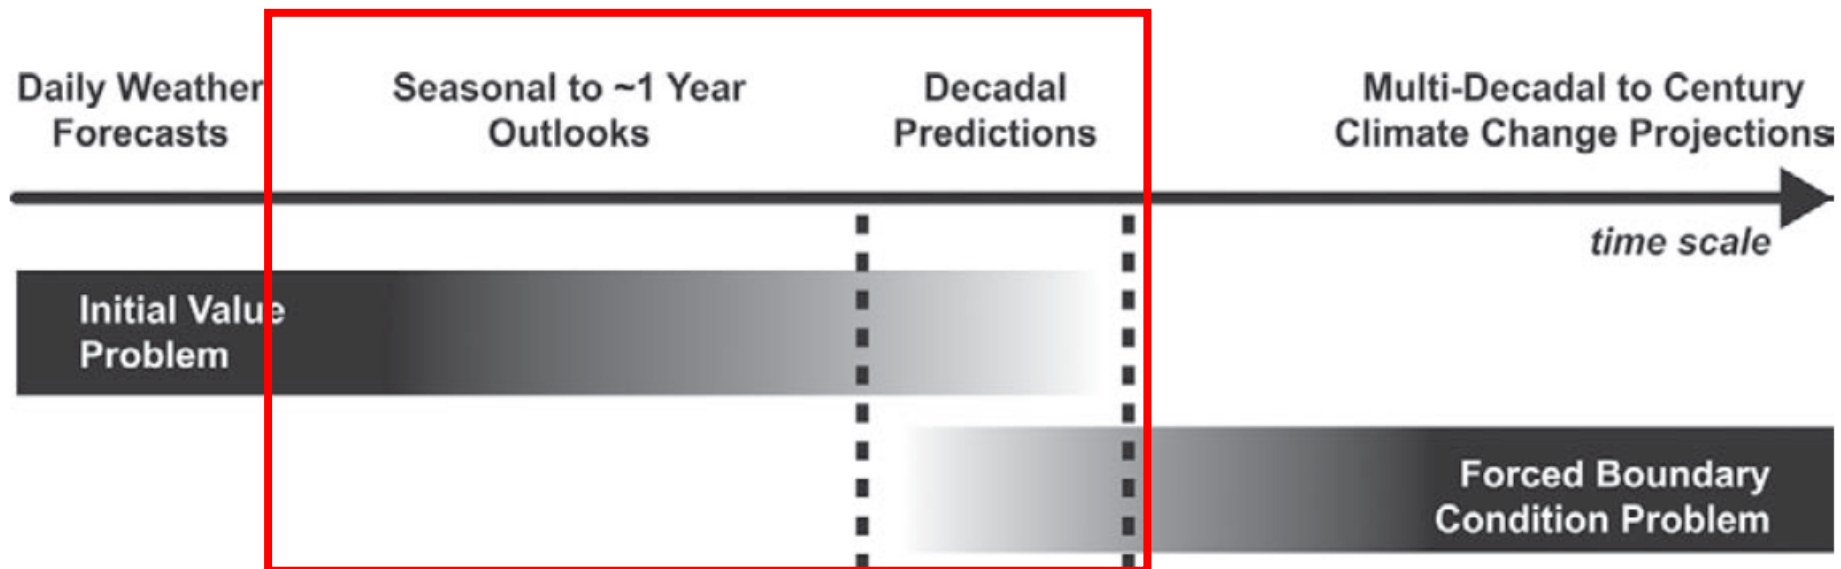 Daily Weather
Forecasts
Seasonal to ~1 Year
Outlooks
Decadal
Predictions
Multi-Decadal to Century
Climate Change Projections
time scale
Initial Value
Problem
Forced Boundary
Condition Problem